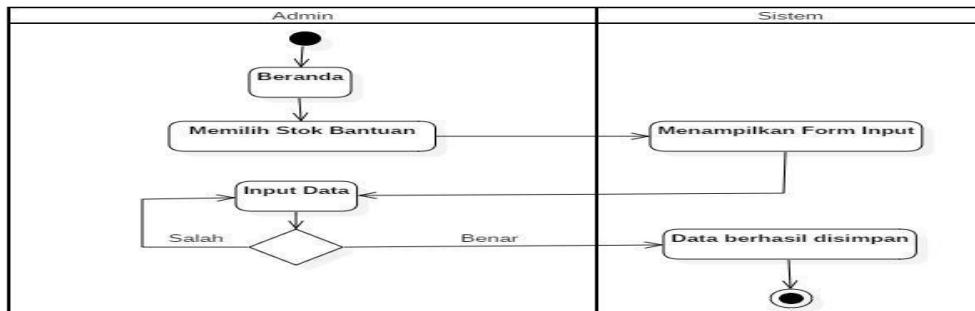 Admin
Sistem
Beranda
Memilih Stok Bantuan
Menampilkan Form Input
Input Data
Salah
Benar
Data berhasil disimpan